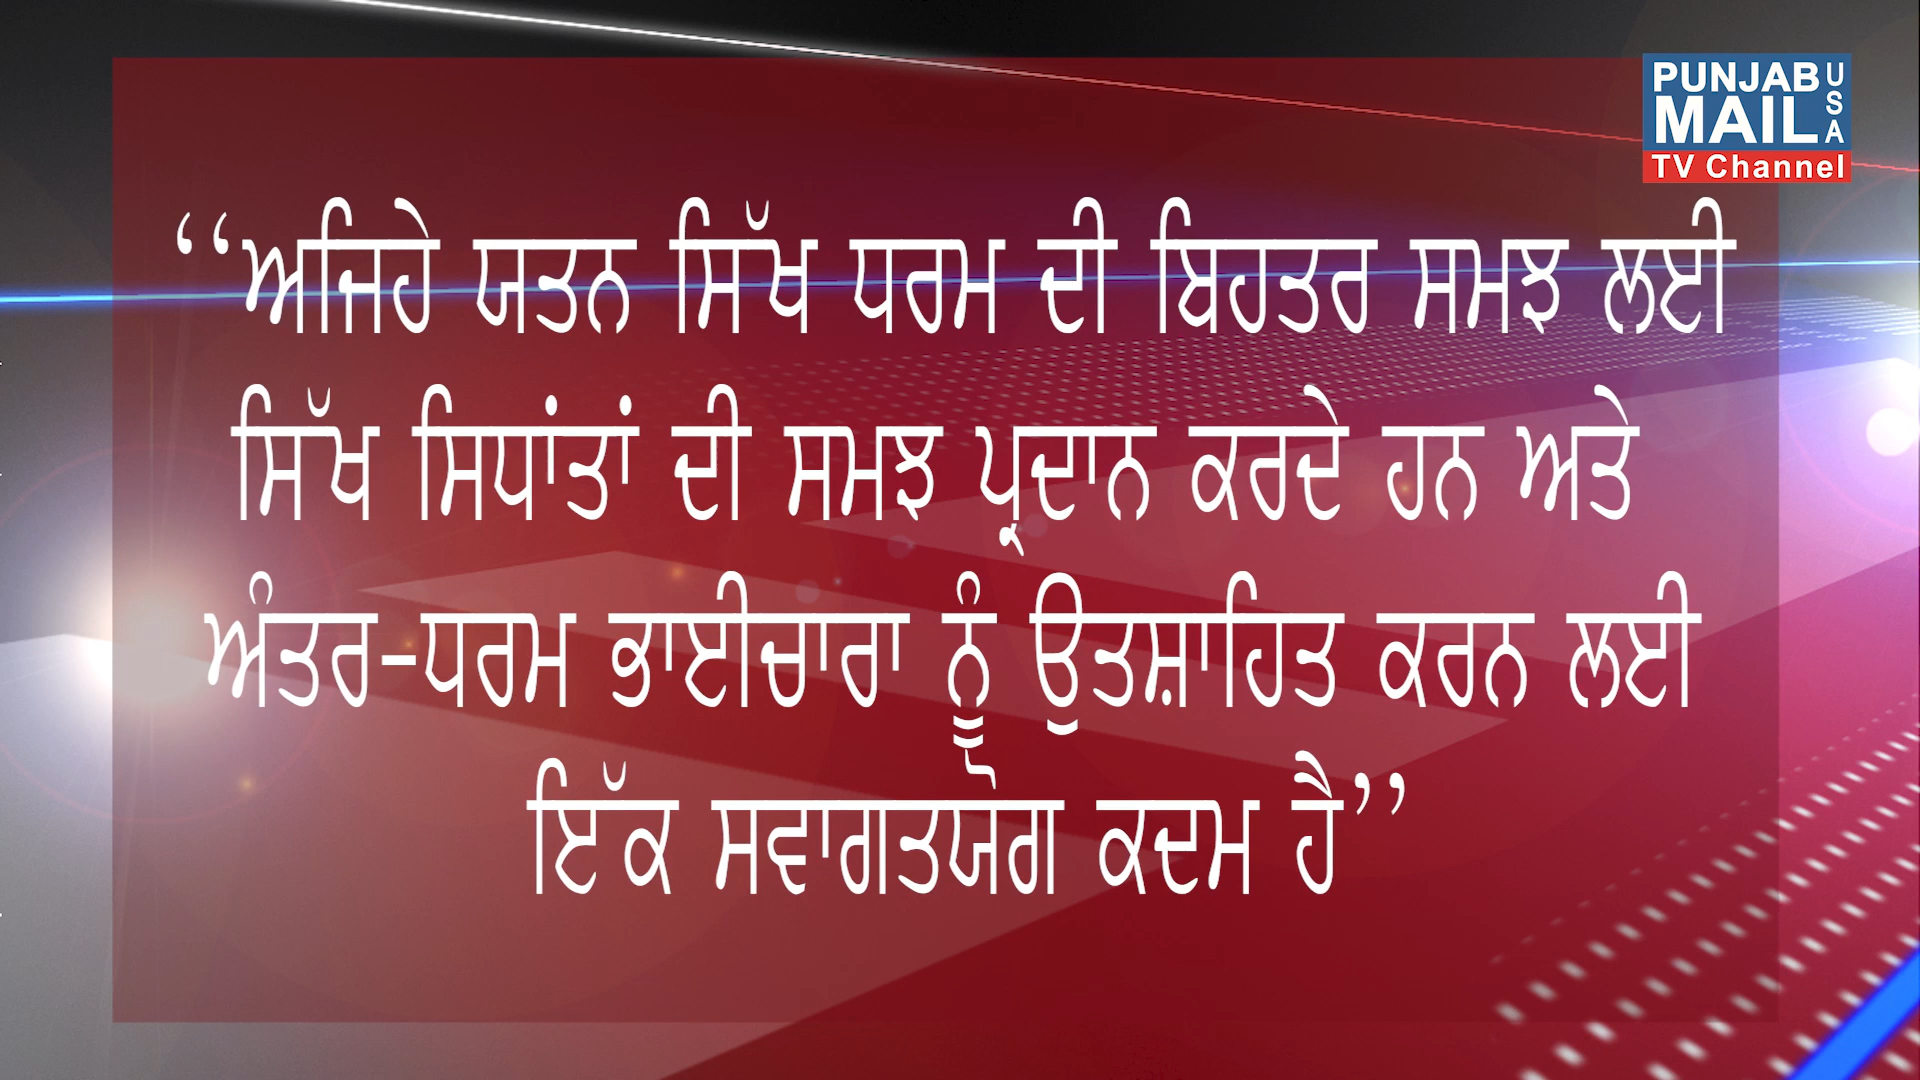 PUNJAB USA
MAIL
TV Channel
‘‘ਅਜਿਹੇ ਯਤਨ ਸਿੱਖ ਧਰਮ ਦੀ ਬਿਹਤਰ ਸਮਝ ਲਈ
ਸਿੱਖ ਸਿਧਾਂਤਾਂ ਦੀ ਸਮਝ ਪ੍ਰਦਾਨ ਕਰਦੇ ਹਨ ਅਤੇ
ਅੰਤਰ-ਧਰਮ ਭਾਈਚਾਰਾ ਨੂੰ ਉਤਸ਼ਾਹਿਤ ਕਰਨ ਲਈ
ਇੱਕ ਸਵਾਗਤਯੋਗ ਕਦਮ ਹੈ’’